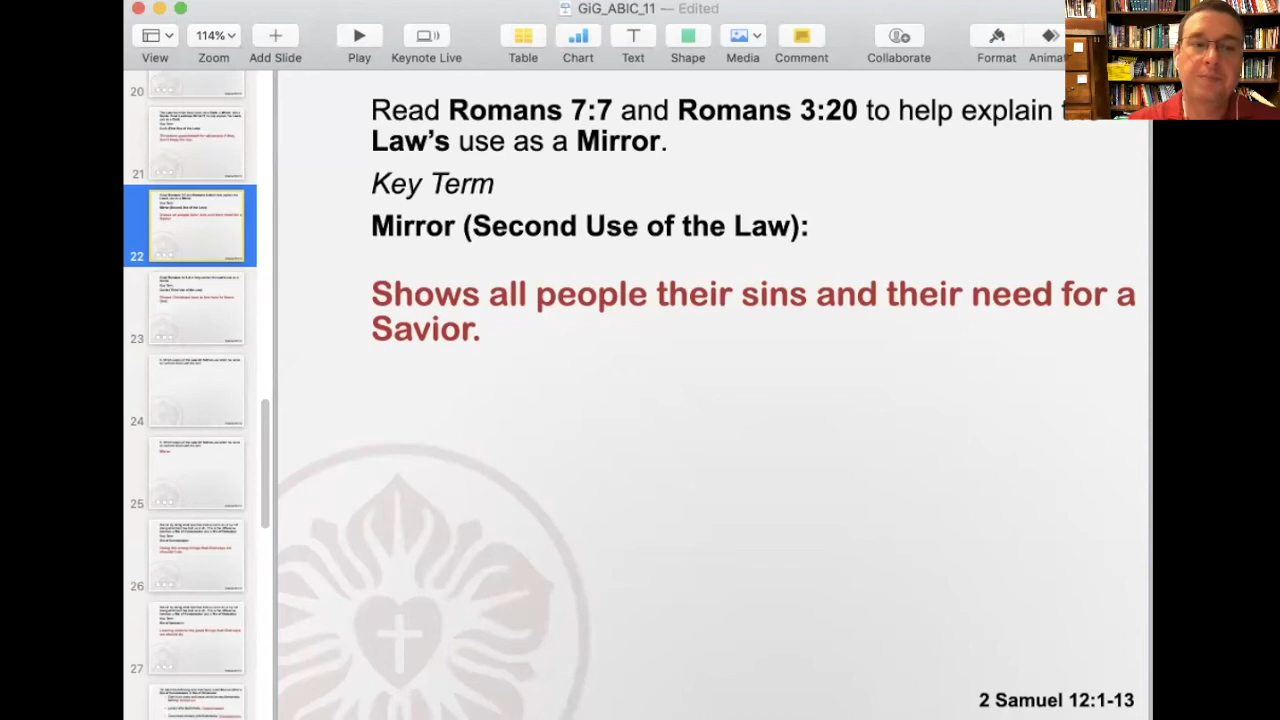 GiG_ABIC_11 — Edited
114%
View
Zoom
Add Slide
Play
Keynote Live
Table
Chart
Text
Shape
Media
Comment
Collaborate
Format
Animat
20
21
22
23
24
25
26
27
Read Romans 7:7 and Romans 3:20 to help explain t
Law's use as a Mirror.
Key Term
Mirror (Second Use of the Law):
Shows all people their sins and their need for a
Savior.
2 Samuel 12:1-13